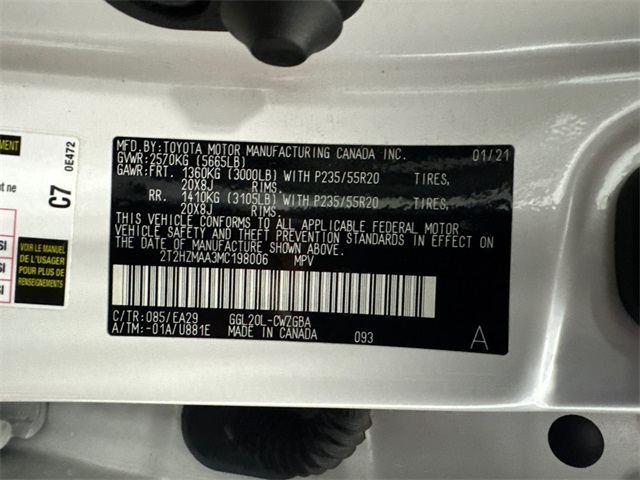 MFD.BY:TOYOTA MOTOR MANUFACTURING CANADA INC. 01/21
GVWR:2570KG (5665LB)
GAWR:FRT. 1360KG (3000LB) WITH P235/55R20 TIRES,
20X8J RIMS.
RR. 1410KG (3105LB) WITH P235/55R20 TIRES,
20X8J RIMS.
THIS VEHICLE CONFORMS TO ALL APPLICABLE FEDERAL MOTOR
VEHICLE SAFETY AND THEFT PREVENTION STANDARDS IN EFFECT
ON THE DATE OF MANUFACTURE SHOWN ABOVE.
2T2HZMAA3MC198006 MPV
C/TR:085/EA29 GGL20L-CWZGBA
A/TM:-01A/U881E MADE IN CANADA 093 A
C7
0E472
VOIR LE MANUEL
DE L'USAGER
POUR PLUS DE
RENSEIGNEMENTS